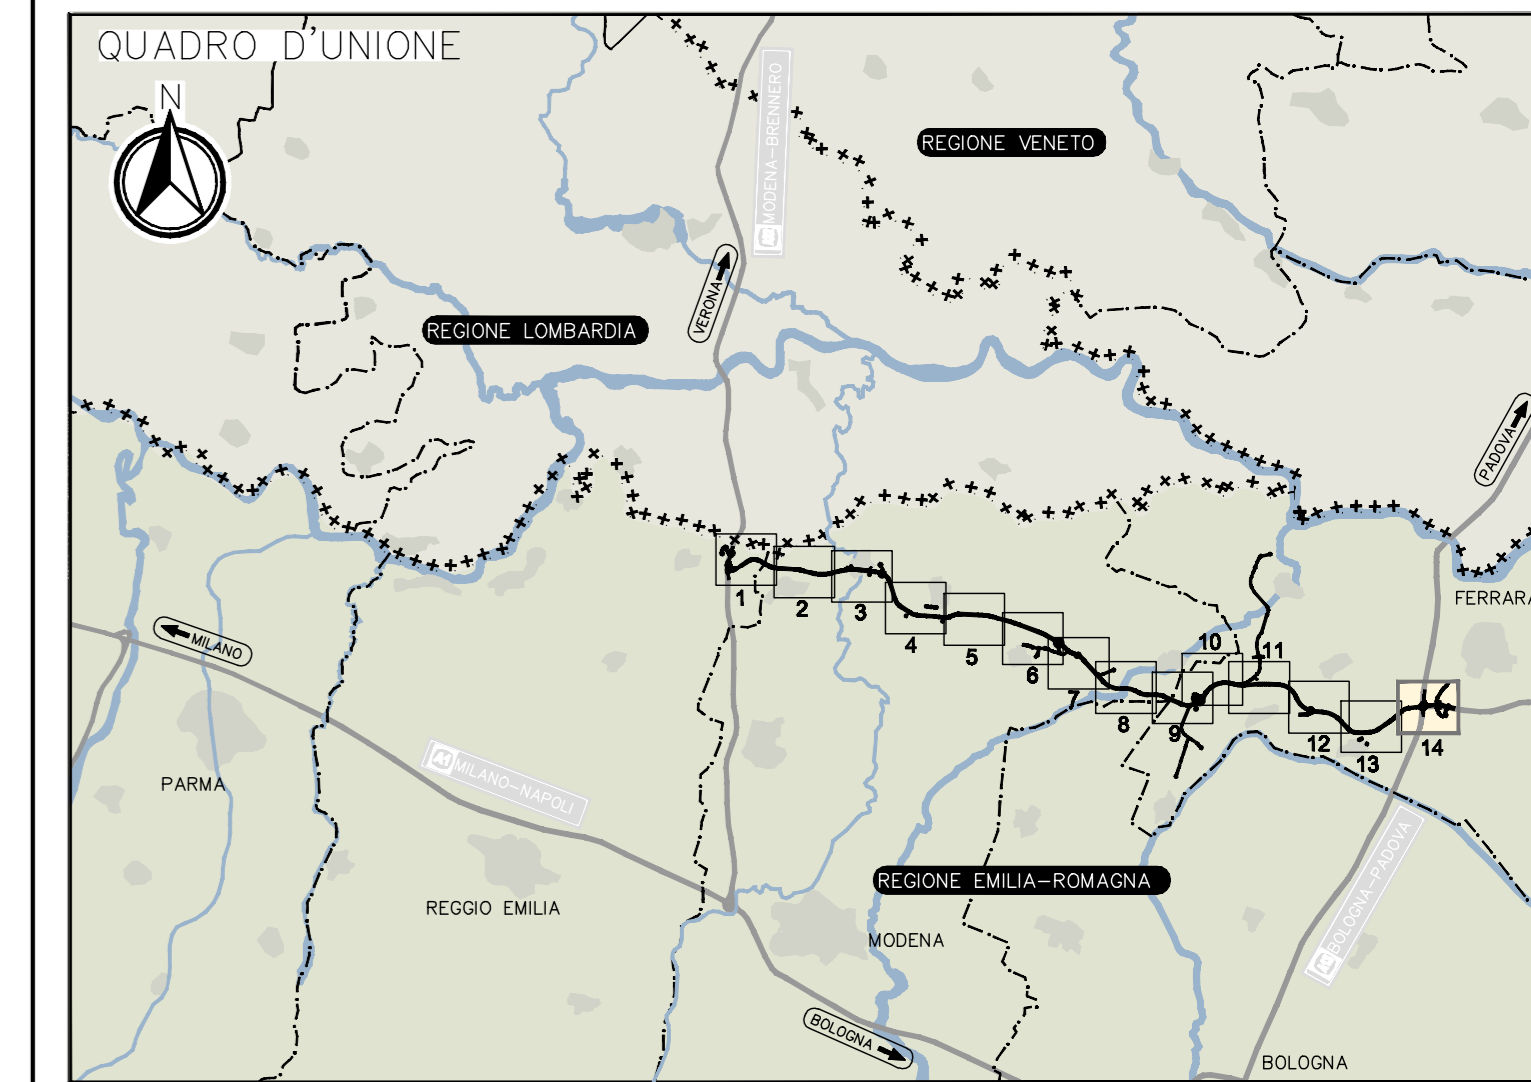 QUADRO D'UNIONE
N
MODENA-BRENNERO
REGIONE VENETO
VERONA
REGIONE LOMBARDIA
PADOVA
FERRARA
MILANO
1
2
3
4
5
6
7
8
9
10
11
12
13
14
PARMA
A1 MILANO-NAPOLI
REGGIO EMILIA
REGIONE EMILIA-ROMAGNA
MODENA
BOLOGNA-PADOVA
BOLOGNA
BOLOGNA